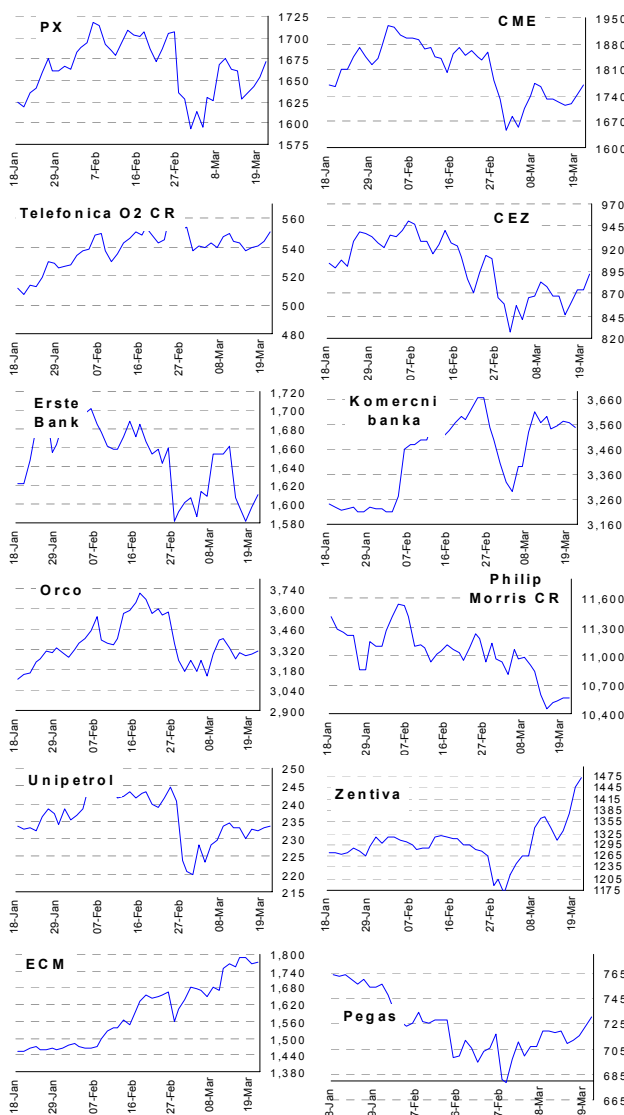 PX
1725
1700
1675
1650
1625
1600
1575
18-Jan
29-Jan
7-Feb
16-Feb
27-Feb
8-Mar
19-Mar
CME
1950
1880
1810
1740
1670
1600
18-Jan
29-Jan
07-Feb
16-Feb
27-Feb
08-Mar
19-Mar
Telefonica O2 CR
560
540
520
500
480
18-Jan
29-Jan
07-Feb
16-Feb
27-Feb
08-Mar
19-Mar
CEZ
970
945
920
895
870
845
820
18-Jan
29-Jan
07-Feb
16-Feb
27-Feb
08-Mar
19-Mar
Erste
Bank
1,720
1,700
1,680
1,660
1,640
1,620
1,600
1,580
18-Jan
29-Jan
07-Feb
16-Feb
27-Feb
08-Mar
19-Mar
Komercni
banka
3,660
3,560
3,460
3,360
3,260
3,160
18-Jan
29-Jan
07-Feb
16-Feb
27-Feb
08-Mar
19-Mar
Orco
3,740
3,600
3,460
3,320
3,180
3,040
2,900
18-Jan
29-Jan
07-Feb
16-Feb
27-Feb
08-Mar
19-Mar
Philip
Morris CR
11,600
11,300
11,000
10,700
10,400
18-Jan
29-Jan
07-Feb
16-Feb
27-Feb
08-Mar
19-Mar
Unipetrol
250
245
240
235
230
225
220
215
18-Jan
29-Jan
07-Feb
16-Feb
27-Feb
08-Mar
19-Mar
Zentiva
1475
1445
1415
1385
1355
1325
1295
1265
1235
1205
1175
18-Jan
29-Jan
07-Feb
16-Feb
27-Feb
08-Mar
19-Mar
ECM
1,800
1,740
1,680
1,620
1,560
1,500
1,440
1,380
18-Jan
29-Jan
07-Feb
16-Feb
27-Feb
08-Mar
19-Mar
Pegas
765
745
725
705
685
665
8-Jan
9-Jan
7-Feb
6-Feb
7-Feb
8-Mar
9-Mar